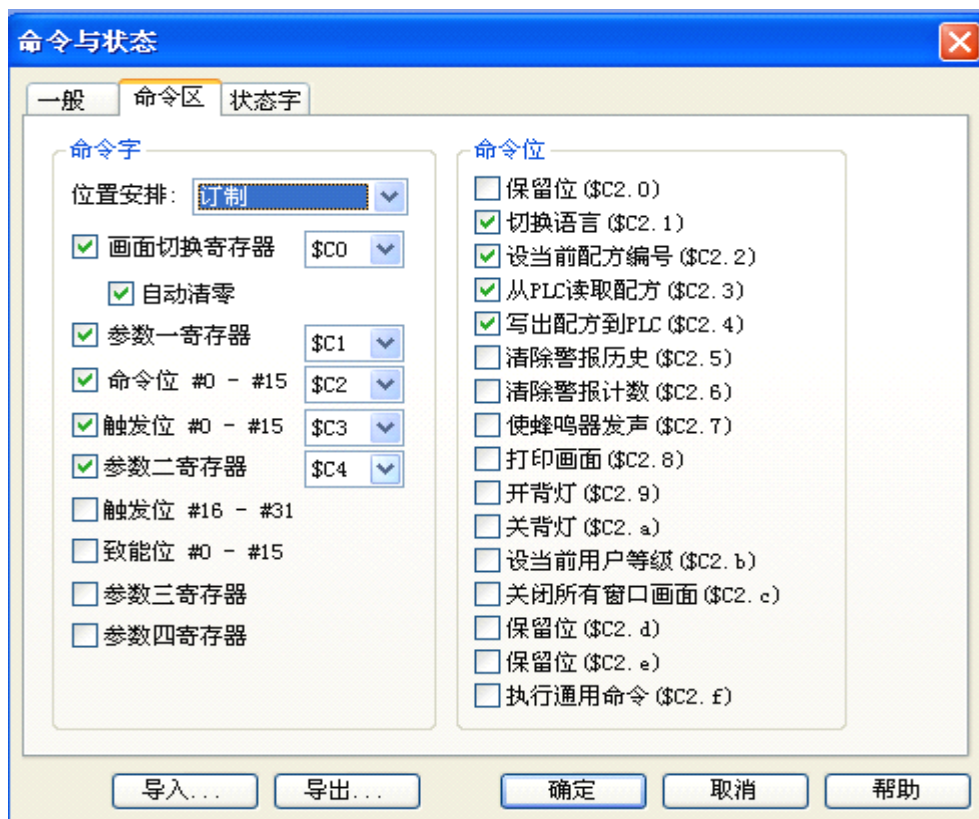 命令与状态
一般 命令区 状态字
命令字
位置安排: 订制
画面切换寄存器 $C0
自动清零
参数一寄存器 $C1
命令位 #0 - #15 $C2
触发位 #0 - #15 $C3
参数二寄存器 $C4
触发位 #16 - #31
致能位 #0 - #15
参数三寄存器
参数四寄存器
命令位
保留位($C2.0)
切换语言($C2.1)
设当前配方编号($C2.2)
从PLC读取配方($C2.3)
写出配方到PLC($C2.4)
清除警报历史($C2.5)
清除警报计数($C2.6)
使蜂鸣器发声($C2.7)
打印画面($C2.8)
开背灯($C2.9)
关背灯($C2.a)
设当前用户等级($C2.b)
关闭所有窗口画面($C2.c)
保留位($C2.d)
保留位($C2.e)
执行通用命令($C2.f)
导入... 导出... 确定 取消 帮助